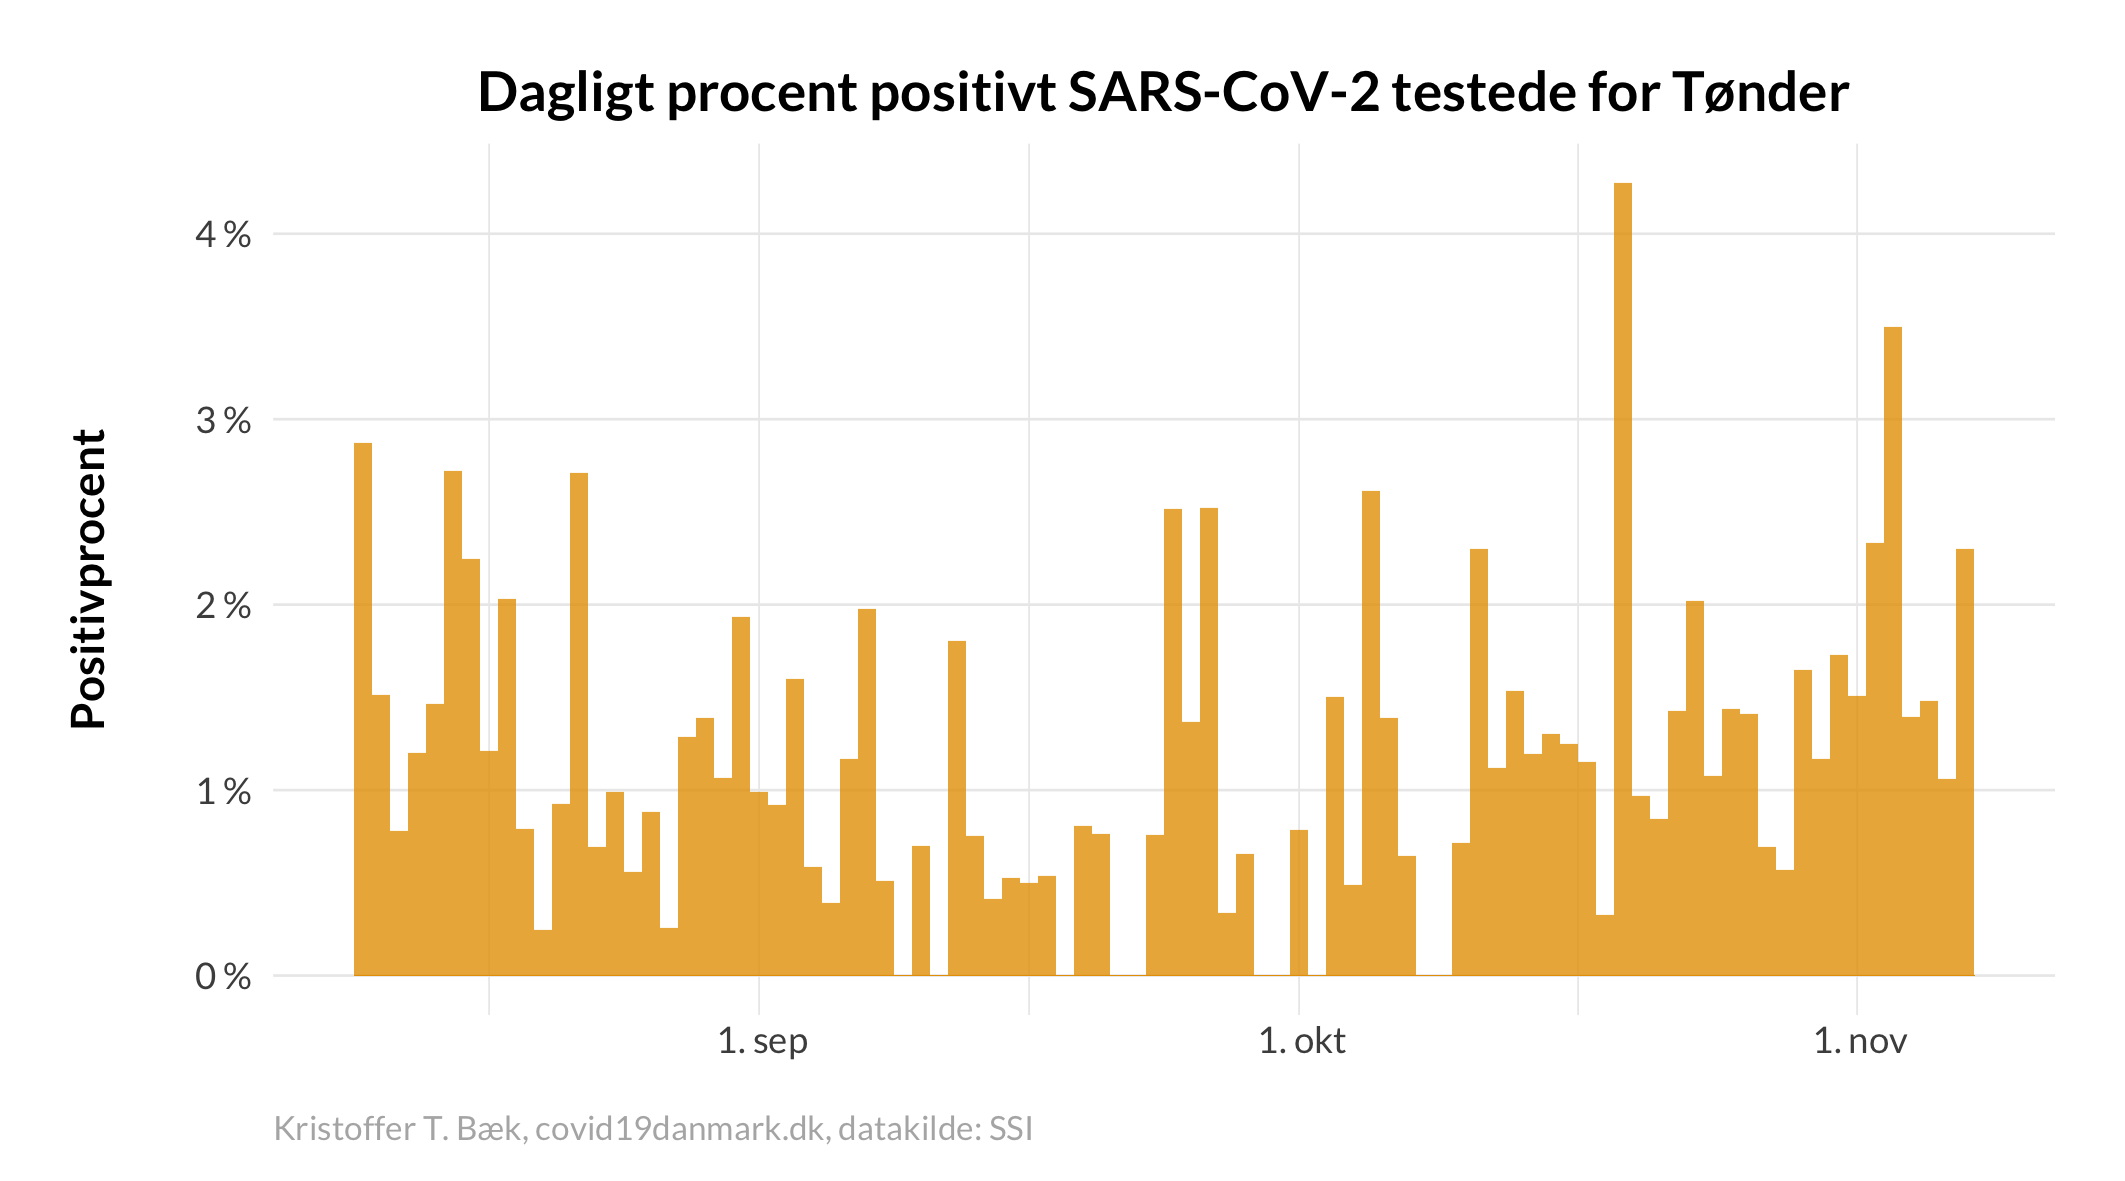 Dagligt procent positivt SARS-CoV-2 testede for Tønder
Positivprocent
4 %
3 %
2 %
1 %
0 %
1. sep
1. okt
1. nov
Kristoffer T. Bæk, covid19danmark.dk, datakilde: SSI